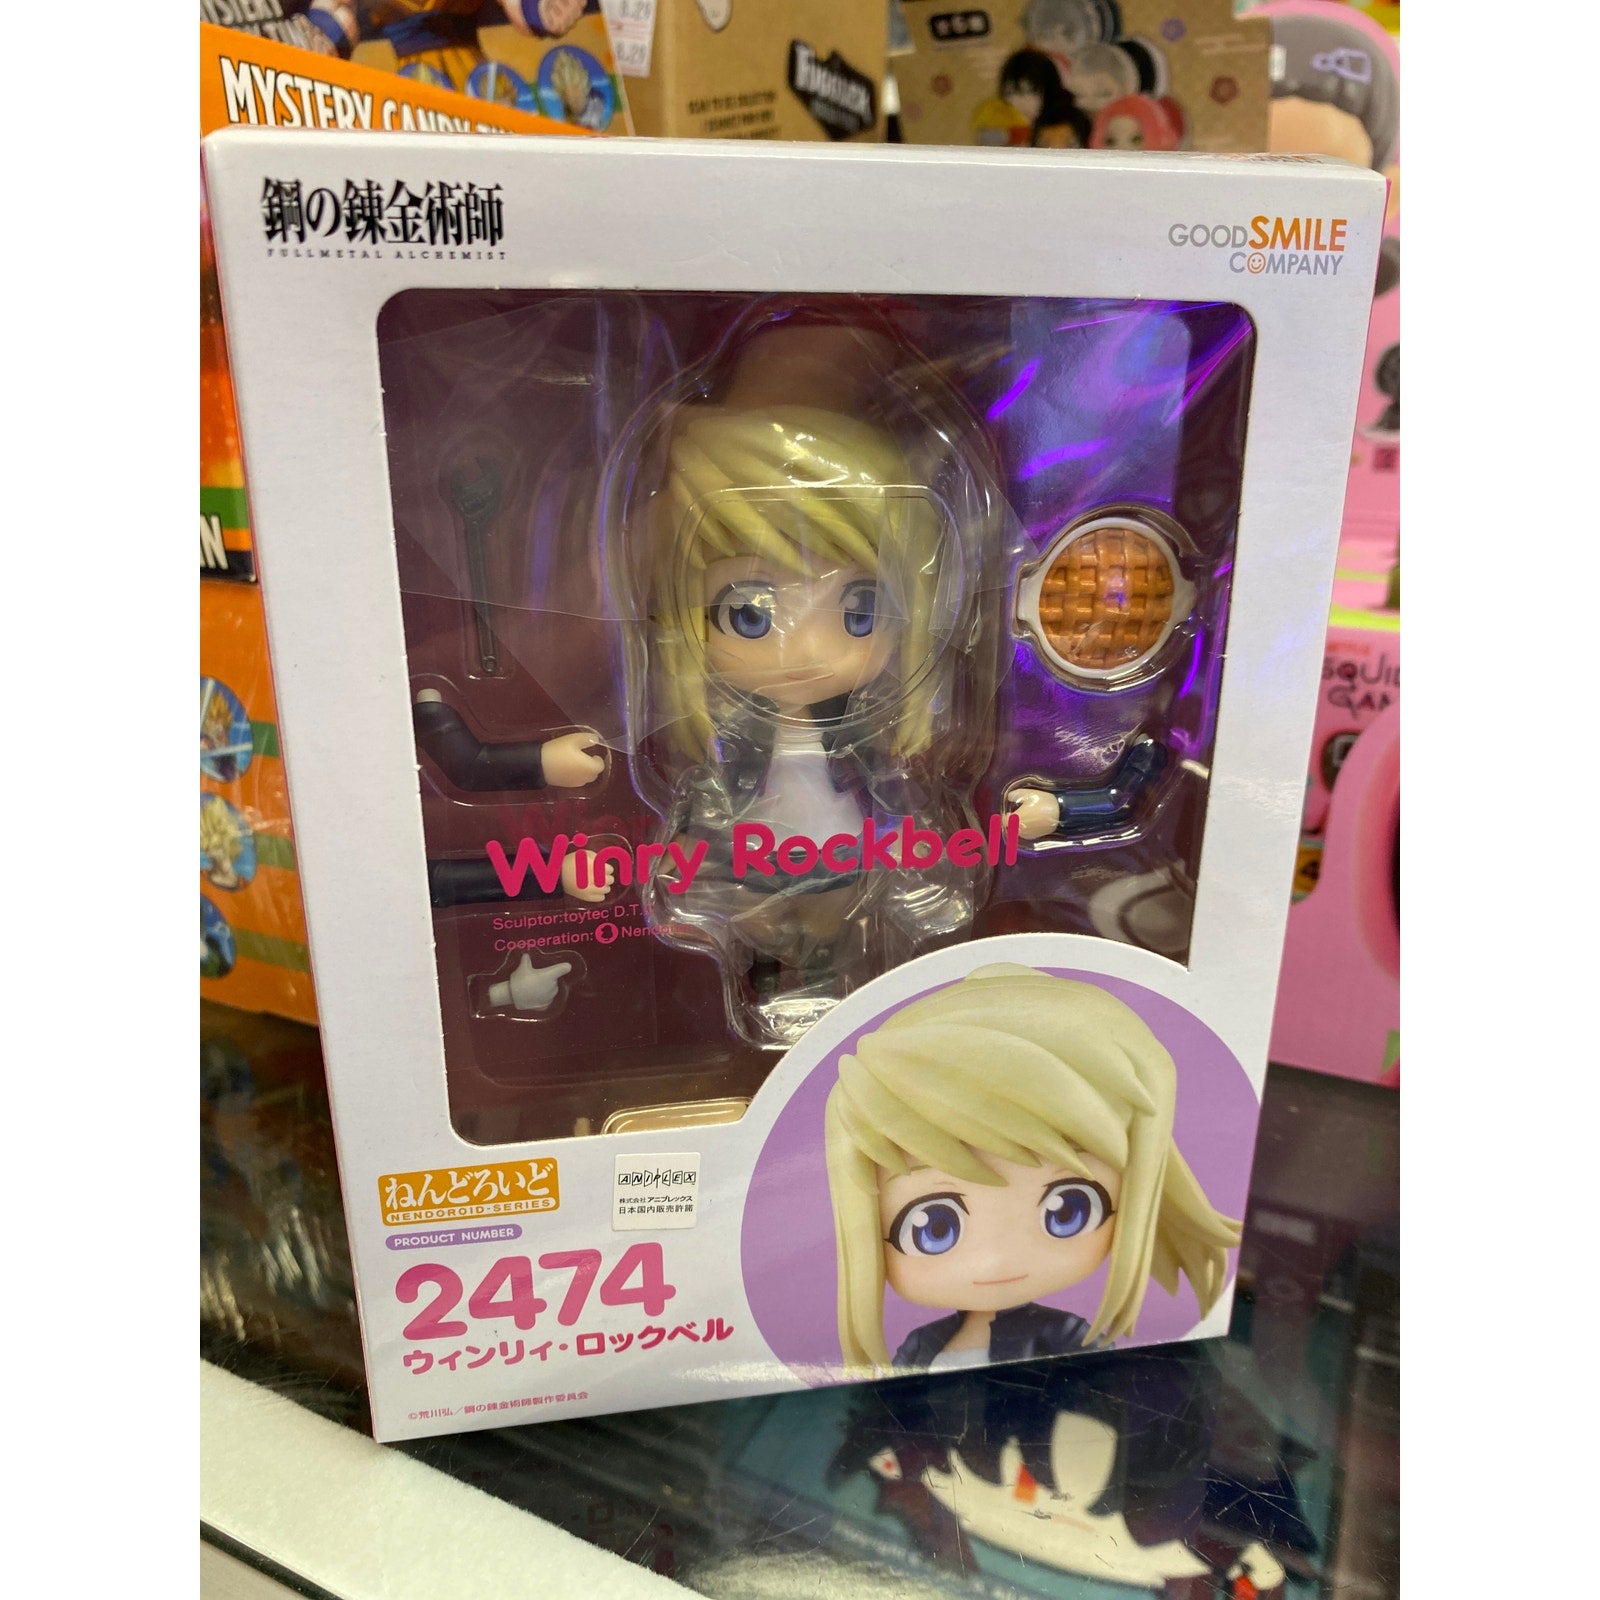 MYSTERY
鋼の錬金術師
FULLMETAL ALCHEMIST
GOODSMILE
COMPANY
Winry Rockbell
Sculptor:toytec D.T.
Cooperation:
ねんどろいど
NENDOROID-SERIES
PRODUCT NUMBER
2474
ウィンリィ・ロックベル
ANIPLEX
株式会社アニプレックス
日本国内販売許諾
©荒川弘/鋼の錬金術師製作委員会